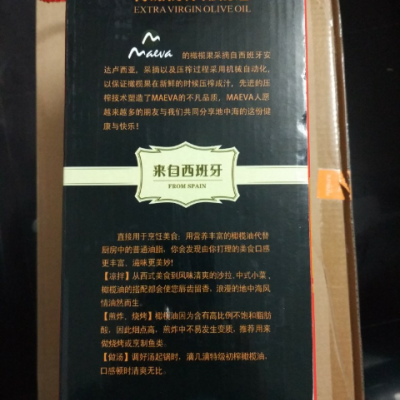 EXTRA VIRGIN OLIVE OIL
Maeva 的橄榄果采摘自西班牙安
达卢西亚，采摘以及压榨过程采用机械自动化，
以保证橄榄果在新鲜的时候压榨成汁。先进的压
榨技术塑造了MAEVA的不凡品质，MAEVA人愿
越来越多的朋友与我们共同分享地中海的这份健
康与快乐！
来自西班牙
FROM SPAIN
直接用于烹饪美食：用营养丰富的橄榄油代替
厨房中的普通油脂，你会发现由你打理的美食口感
更丰富，滋味更美妙！
【凉拌】从西式美食到风味清爽的沙拉，中式小菜，
橄榄油的搭配都会使您唇齿留香，浪漫的地中海风
情油然而生。
【煎炸、烧烤】橄榄油因为含有高比例不饱和脂肪
酸，因此烟点高，煎炸中不易发生变质，推荐用来
做烧烤或烹制鱼类。
【做汤】调好汤起锅时，滴几滴特级初榨橄榄油，
口感顿时清爽无比。